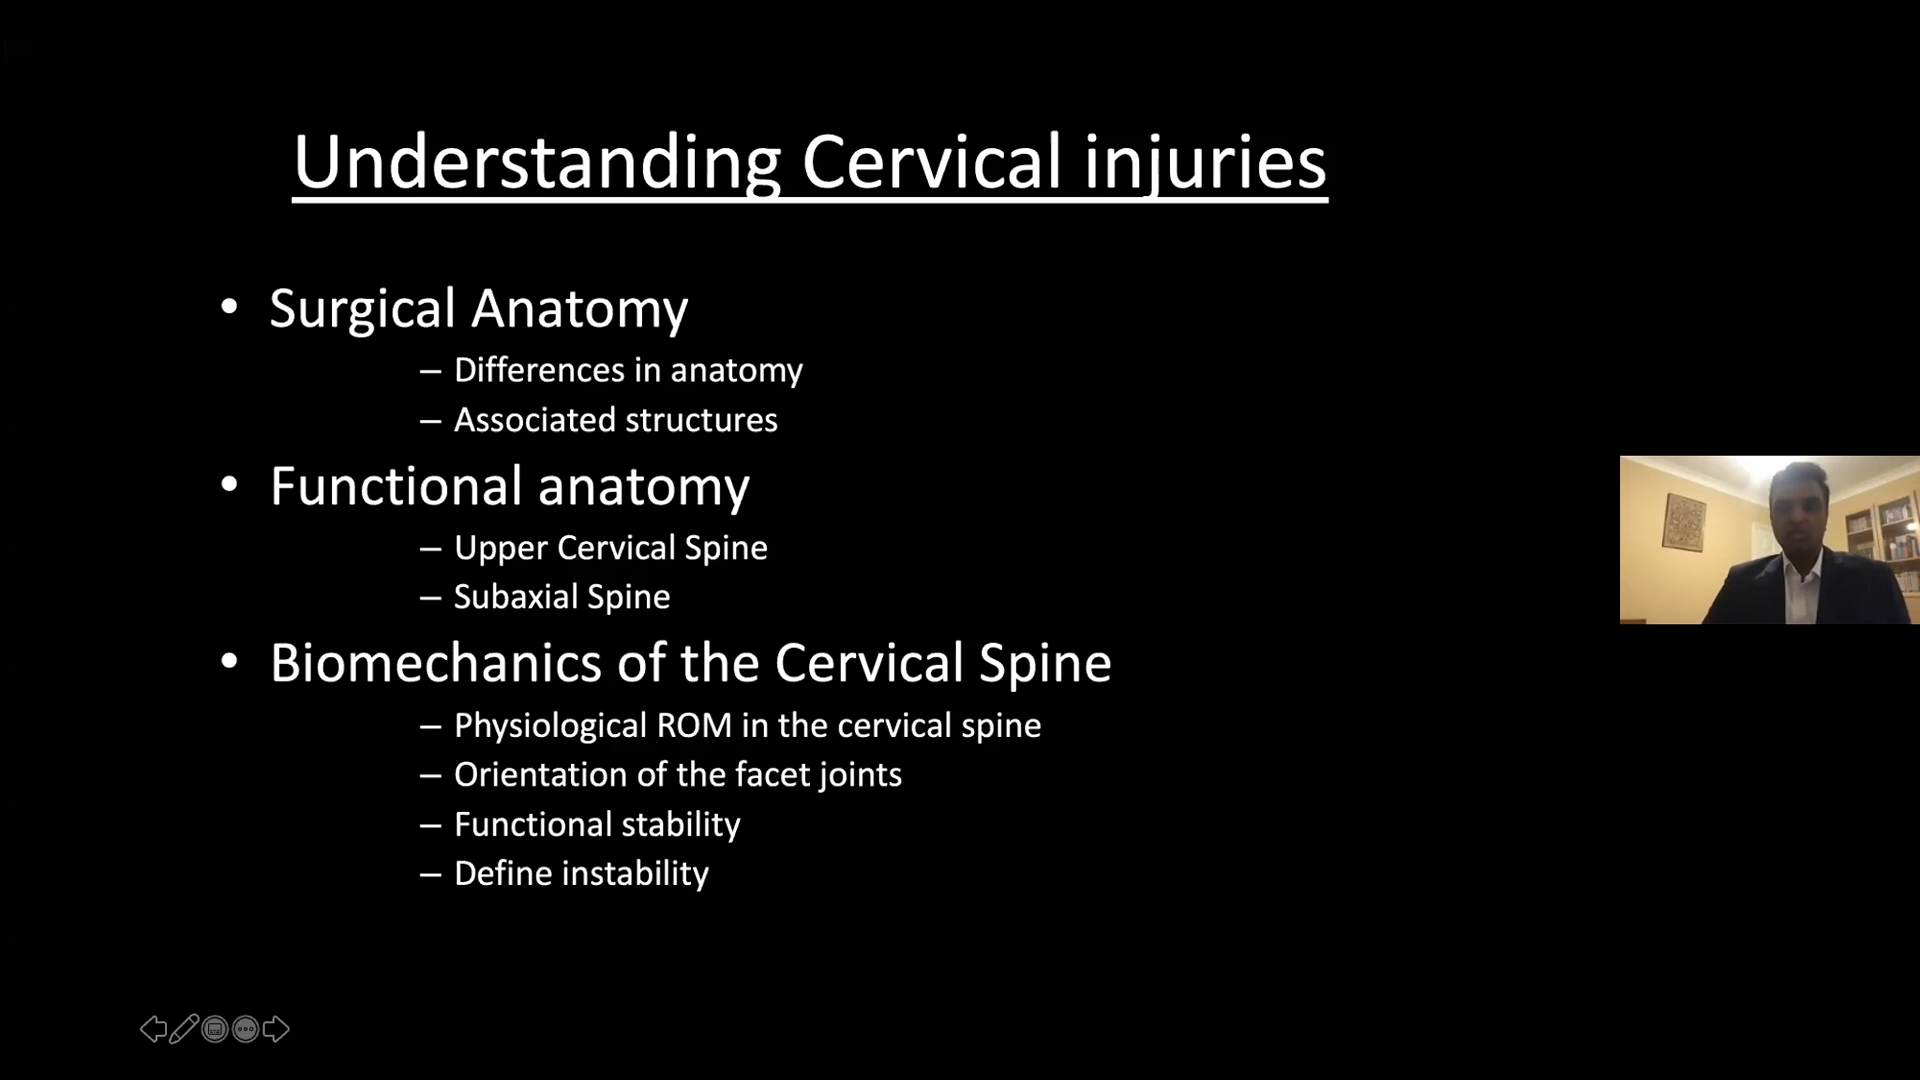 Understanding Cervical injuries
• Surgical Anatomy
– Differences in anatomy
– Associated structures
• Functional anatomy
– Upper Cervical Spine
– Subaxial Spine
• Biomechanics of the Cervical Spine
– Physiological ROM in the cervical spine
– Orientation of the facet joints
– Functional stability
– Define instability